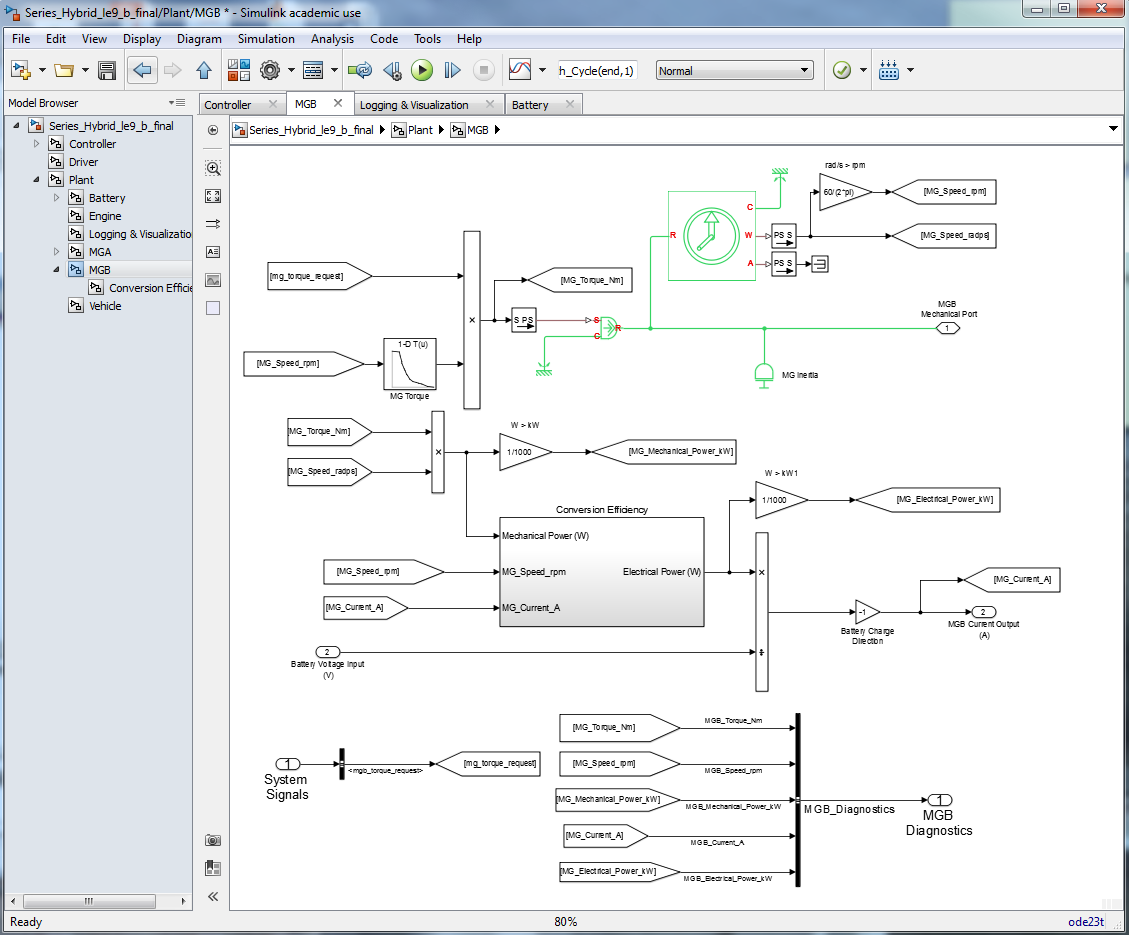 Series_Hybrid_le9_b_final/Plant/MGB * - Simulink academic use
File Edit View Display Diagram Simulation Analysis Code Tools Help
h_Cycle(end,1)
Normal
Model Browser
Controller
MGB
Logging & Visualization
Battery
Series_Hybrid_le9_b_final
Plant
MGB
Series_Hybrid_le9_b_final
Controller
Driver
Plant
Battery
Engine
Logging & Visualizatio
MGA
MGB
Conversion Efficie
Vehicle
rad/s > rpm
60/(2*pi)
[MG_Speed_rpm]
C
R
W
PS S
[MG_Speed_radps]
A
PS S
[mg_torque_request]
[MG_Torque_Nm]
×
S PS
S
C
R
MGB
Mechanical Port
1
[MG_Speed_rpm]
1-D T(u)
MG Torque
MG Inertia
[MG_Torque_Nm]
[MG_Speed_radps]
×
W > kW
1/1000
[MG_Mechanical_Power_kW]
W > kW1
1/1000
[MG_Electrical_Power_kW]
Conversion Efficiency
Mechanical Power (W)
[MG_Speed_rpm]
MG_Speed_rpm
Electrical Power (W)
[MG_Current_A]
MG_Current_A
×
÷
-1
Battery Charge
Direction
[MG_Current_A]
2
MGB Current Output
(A)
2
Battery Voltage Input
(V)
1
System
Signals
<mgb_torque_request>
[mg_torque_request]
[MG_Torque_Nm]
MGB_Torque_Nm
[MG_Speed_rpm]
MGB_Speed_rpm
[MG_Mechanical_Power_kW]
MGB_Mechanical_Power_kW
[MG_Current_A]
MGB_Current_A
[MG_Electrical_Power_kW]
MGB_Electrical_Power_kW
MGB_Diagnostics
1
MGB
Diagnostics
Ready
80%
ode23t